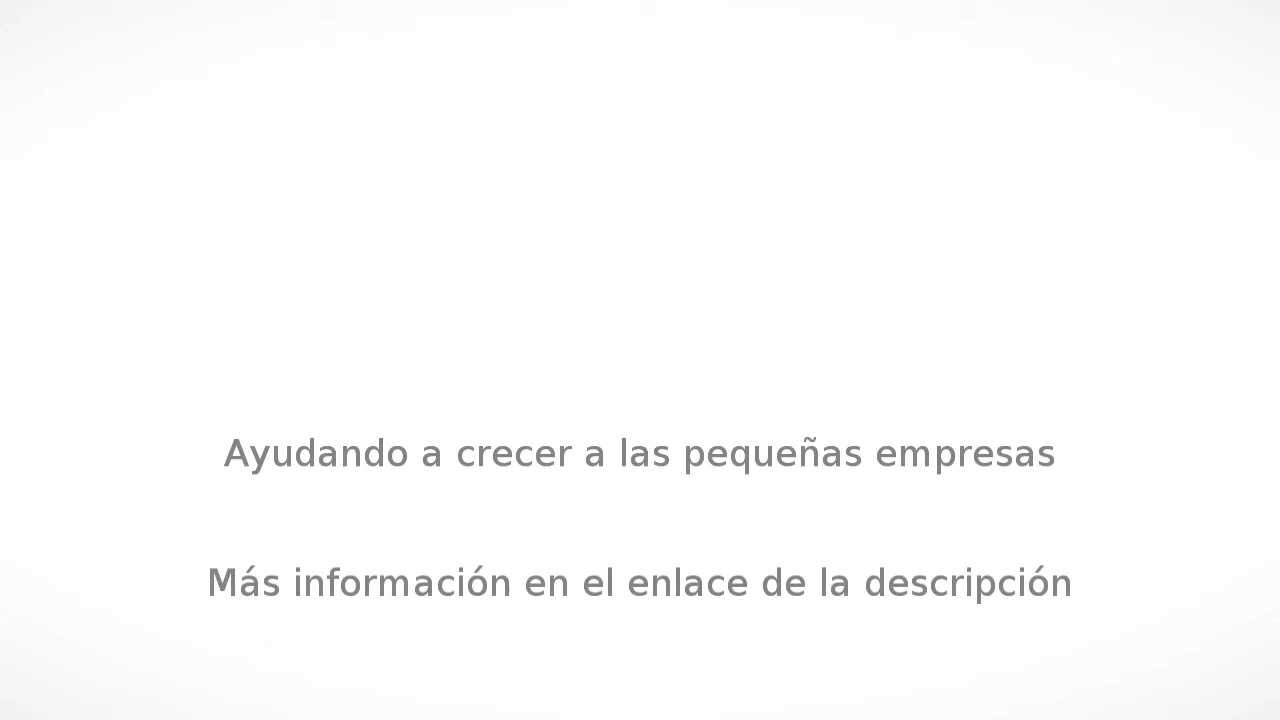 Ayudando a crecer a las pequeñas empresas
Más información en el enlace de la descripción